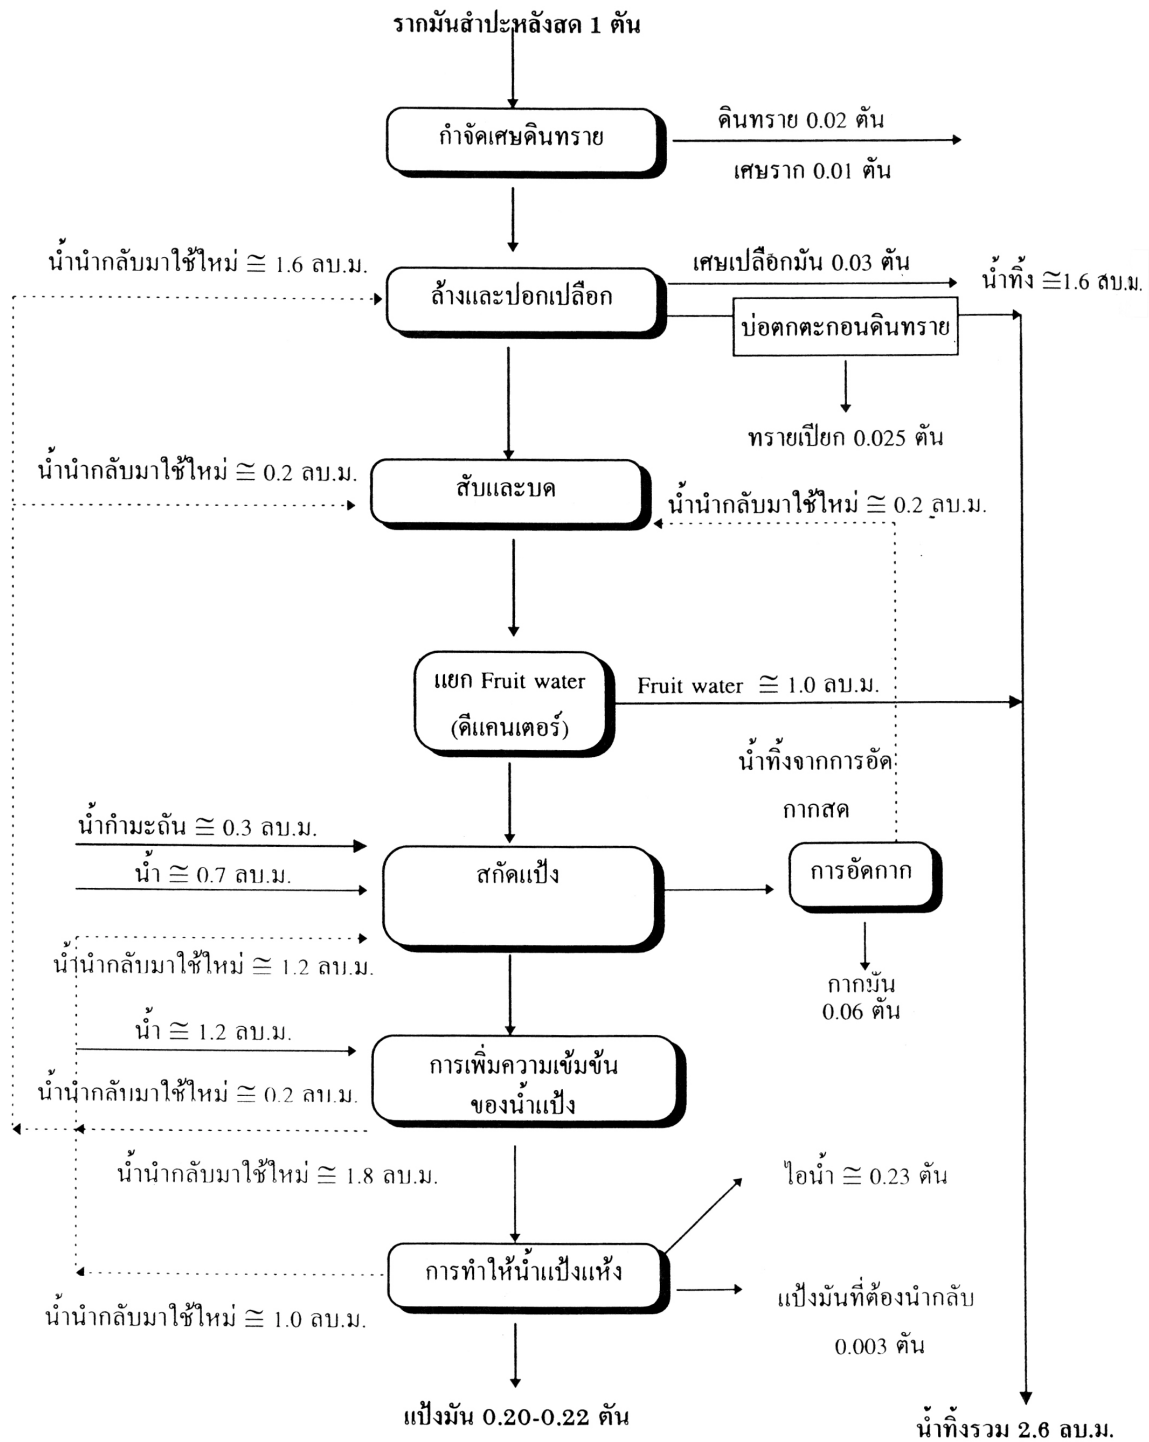 รากมันสำปะหลังสด 1 ตัน
กำจัดเศษดินทราย
ดินทราย 0.02 ตัน
เศษราก 0.01 ตัน
น้ำนำกลับมาใช้ใหม่ ≅ 1.6 ลบ.ม.
ล้างและปอกเปลือก
เศษเปลือกมัน 0.03 ตัน
น้ำทิ้ง ≅1.6 ลบ.ม.
บ่อตกตะกอนดินทราย
ทรายเปียก 0.025 ตัน
น้ำนำกลับมาใช้ใหม่ ≅ 0.2 ลบ.ม.
สับและบด
น้ำนำกลับมาใช้ใหม่ ≅ 0.2 ลบ.ม.
แยก Fruit water
(ดีแคนเตอร์)
Fruit water ≅ 1.0 ลบ.ม.
น้ำทิ้งจากการอัด
กากสด
น้ำกำมะถัน ≅ 0.3 ลบ.ม.
น้ำ ≅ 0.7 ลบ.ม.
สกัดแป้ง
การอัดกาก
น้ำนำกลับมาใช้ใหม่ ≅ 1.2 ลบ.ม.
กากมัน
0.06 ตัน
น้ำ ≅ 1.2 ลบ.ม.
การเพิ่มความเข้มข้น
ของน้ำแป้ง
น้ำนำกลับมาใช้ใหม่ ≅ 0.2 ลบ.ม.
น้ำนำกลับมาใช้ใหม่ ≅ 1.8 ลบ.ม.
ไอน้ำ ≅ 0.23 ตัน
การทำให้น้ำแป้งแห้ง
แป้งมันที่ต้องนำกลับ
0.003 ตัน
น้ำนำกลับมาใช้ใหม่ ≅ 1.0 ลบ.ม.
แป้งมัน 0.20-0.22 ตัน
น้ำทิ้งรวม 2.6 ลบ.ม.